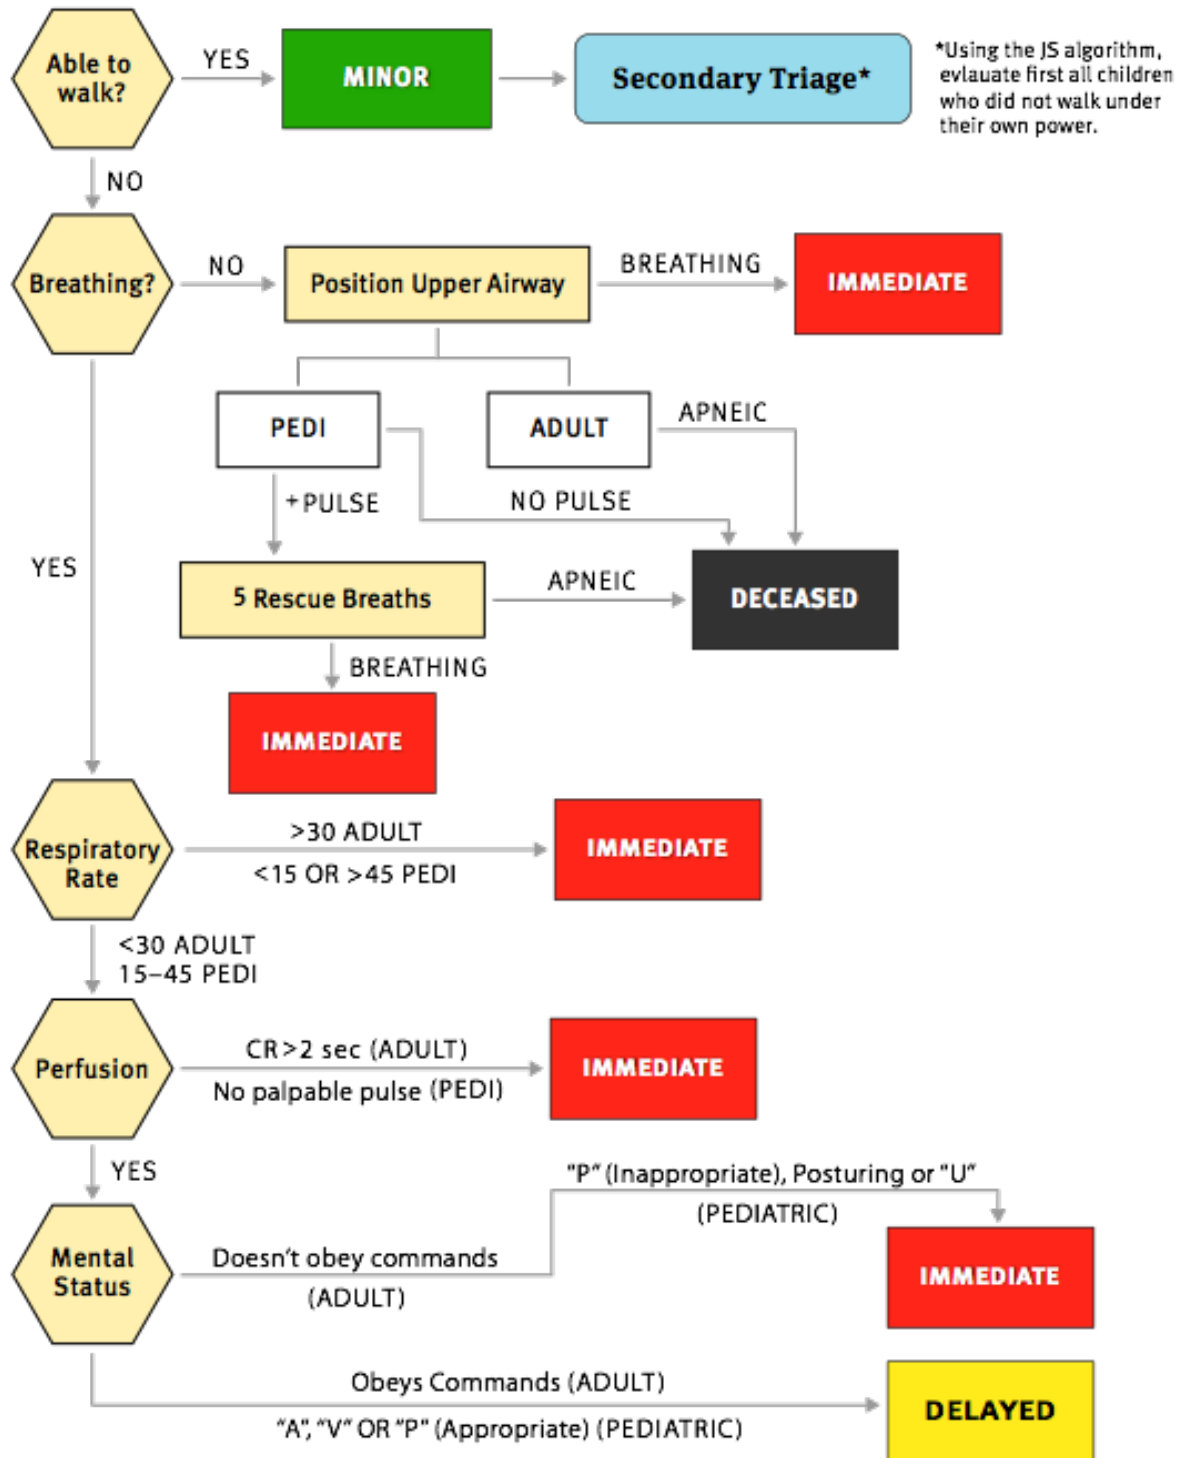 Able to
walk?
YES
MINOR
Secondary Triage*
*Using the JS algorithm,
evlauate first all children
who did not walk under
their own power.
NO
Breathing?
NO
Position Upper Airway
BREATHING
IMMEDIATE
PEDI
ADULT
APNEIC
+PULSE
NO PULSE
YES
5 Rescue Breaths
APNEIC
DECEASED
BREATHING
IMMEDIATE
Respiratory
Rate
>30 ADULT
<15 OR >45 PEDI
IMMEDIATE
<30 ADULT
15–45 PEDI
Perfusion
CR>2 sec (ADULT)
No palpable pulse (PEDI)
IMMEDIATE
YES
"P" (Inappropriate), Posturing or "U"
(PEDIATRIC)
Mental
Status
Doesn't obey commands
(ADULT)
IMMEDIATE
Obeys Commands (ADULT)
"A", "V" OR "P" (Appropriate) (PEDIATRIC)
DELAYED